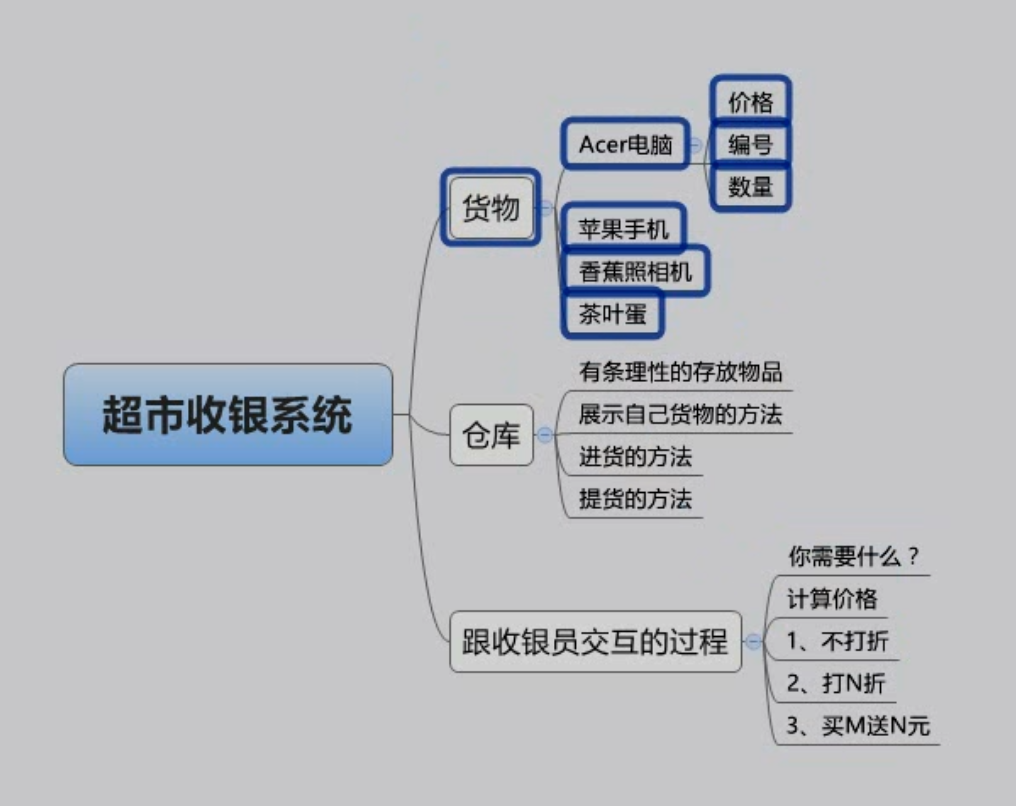 超市收银系统
货物
Acer电脑
价格
编号
数量
苹果手机
香蕉照相机
茶叶蛋
仓库
有条理性的存放物品
展示自己货物的方法
进货的方法
提货的方法
跟收银员交互的过程
你需要什么？
计算价格
1、不打折
2、打N折
3、买M送N元